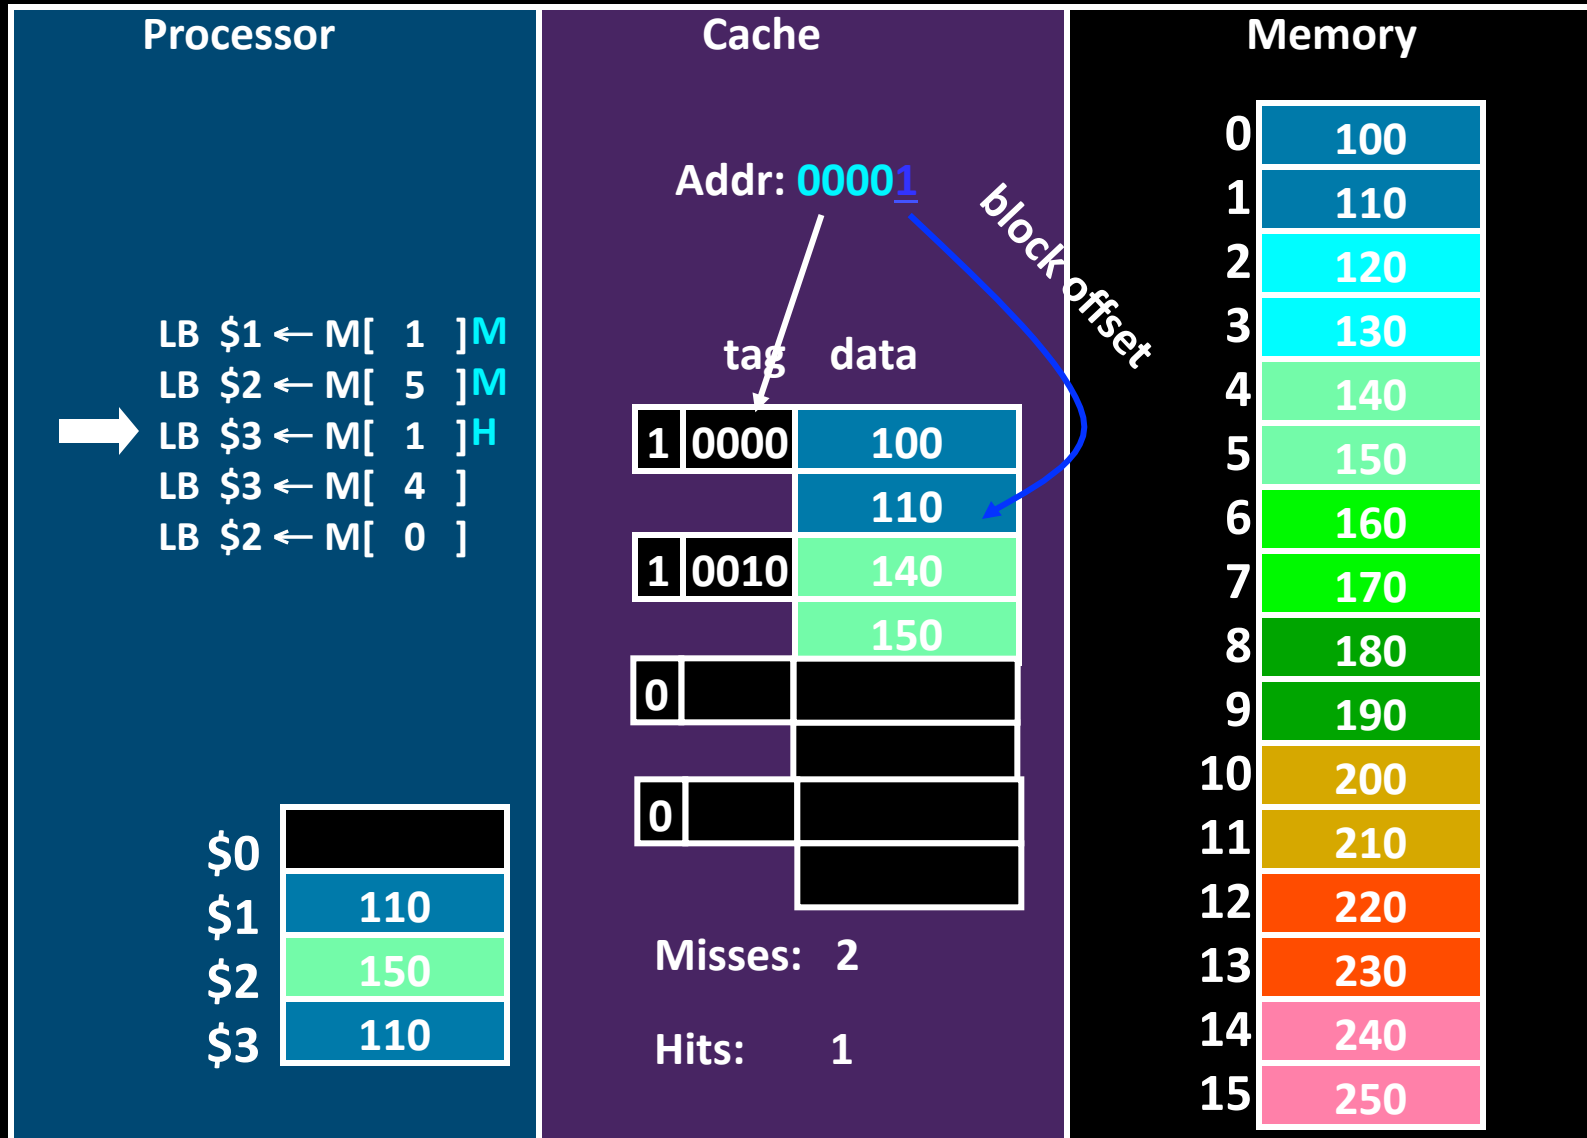 Processor
LB $1 ← M[ 1 ] M
LB $2 ← M[ 5 ] M
LB $3 ← M[ 1 ] H
LB $3 ← M[ 4 ]
LB $2 ← M[ 0 ]
$0
$1 110
$2 150
$3 110
Cache
Addr: 00001
block offset
tag data
1 0000 100
110
1 0010 140
150
0
0
Misses: 2
Hits: 1
Memory
0 100
1 110
2 120
3 130
4 140
5 150
6 160
7 170
8 180
9 190
10 200
11 210
12 220
13 230
14 240
15 250